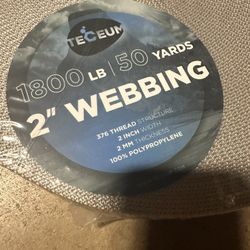 TECEUM
1800 LB | 50 YARDS
2" WEBBING
376 THREAD STRUCTURE
2 INCH WIDTH
2 MM THICKNESS
100% POLYPROPYLENE